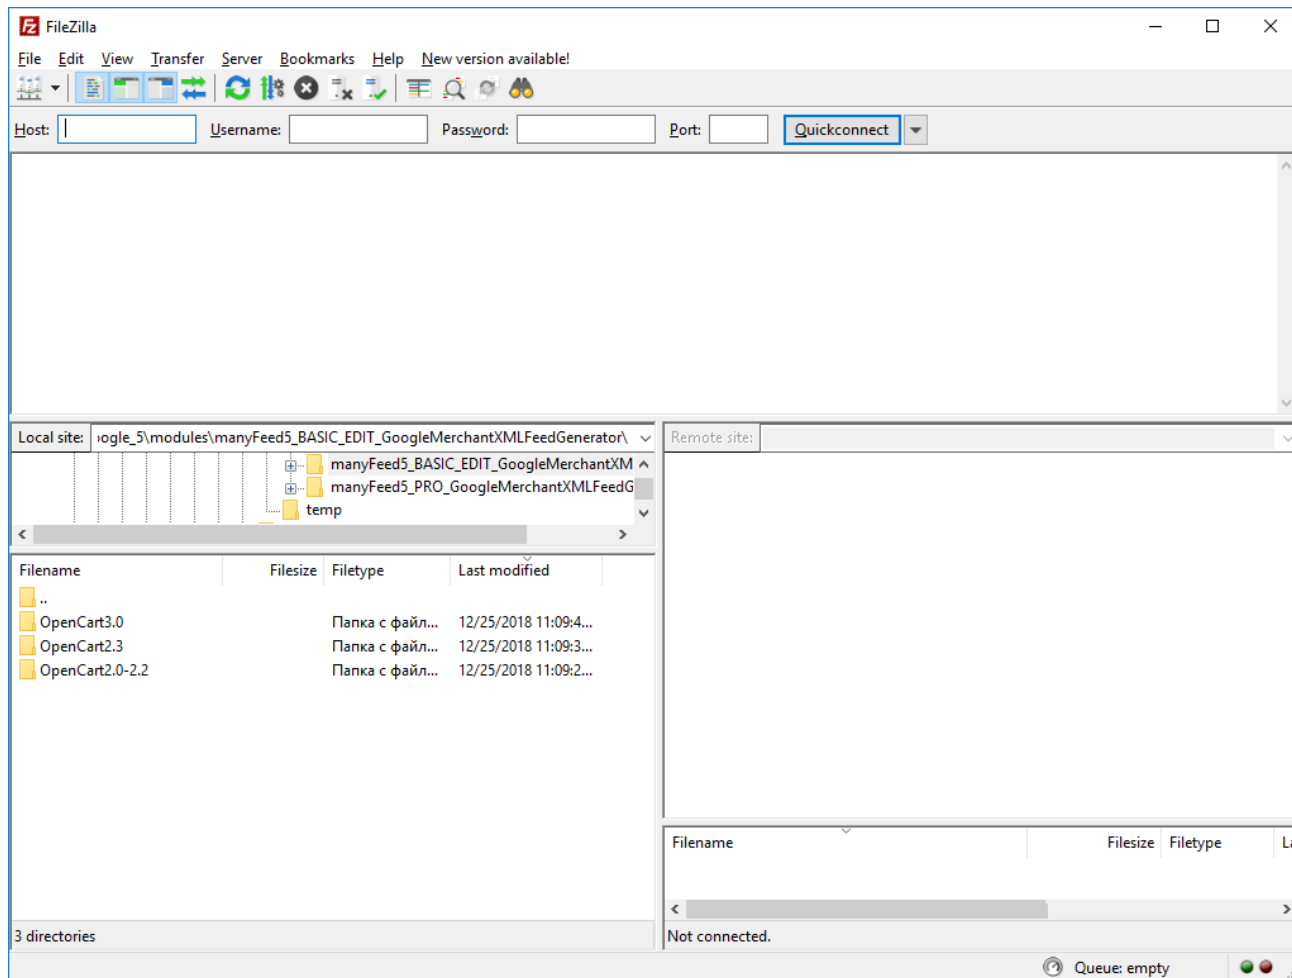 FileZilla
File Edit View Transfer Server Bookmarks Help New version available!
Host: Username: Password: Port: Quickconnect
Local site: ogle_5\modules\manyFeed5_BASIC_EDIT_GoogleMerchantXMLFeedGenerator\
Remote site:
manyFeed5_BASIC_EDIT_GoogleMerchantXM
manyFeed5_PRO_GoogleMerchantXMLFeedG
temp
Filename Filesize Filetype Last modified
..
OpenCart3.0 Папка с файл... 12/25/2018 11:09:4...
OpenCart2.3 Папка с файл... 12/25/2018 11:09:3...
OpenCart2.0-2.2 Папка с файл... 12/25/2018 11:09:2...
3 directories
Filename Filesize Filetype La
Not connected.
Queue: empty